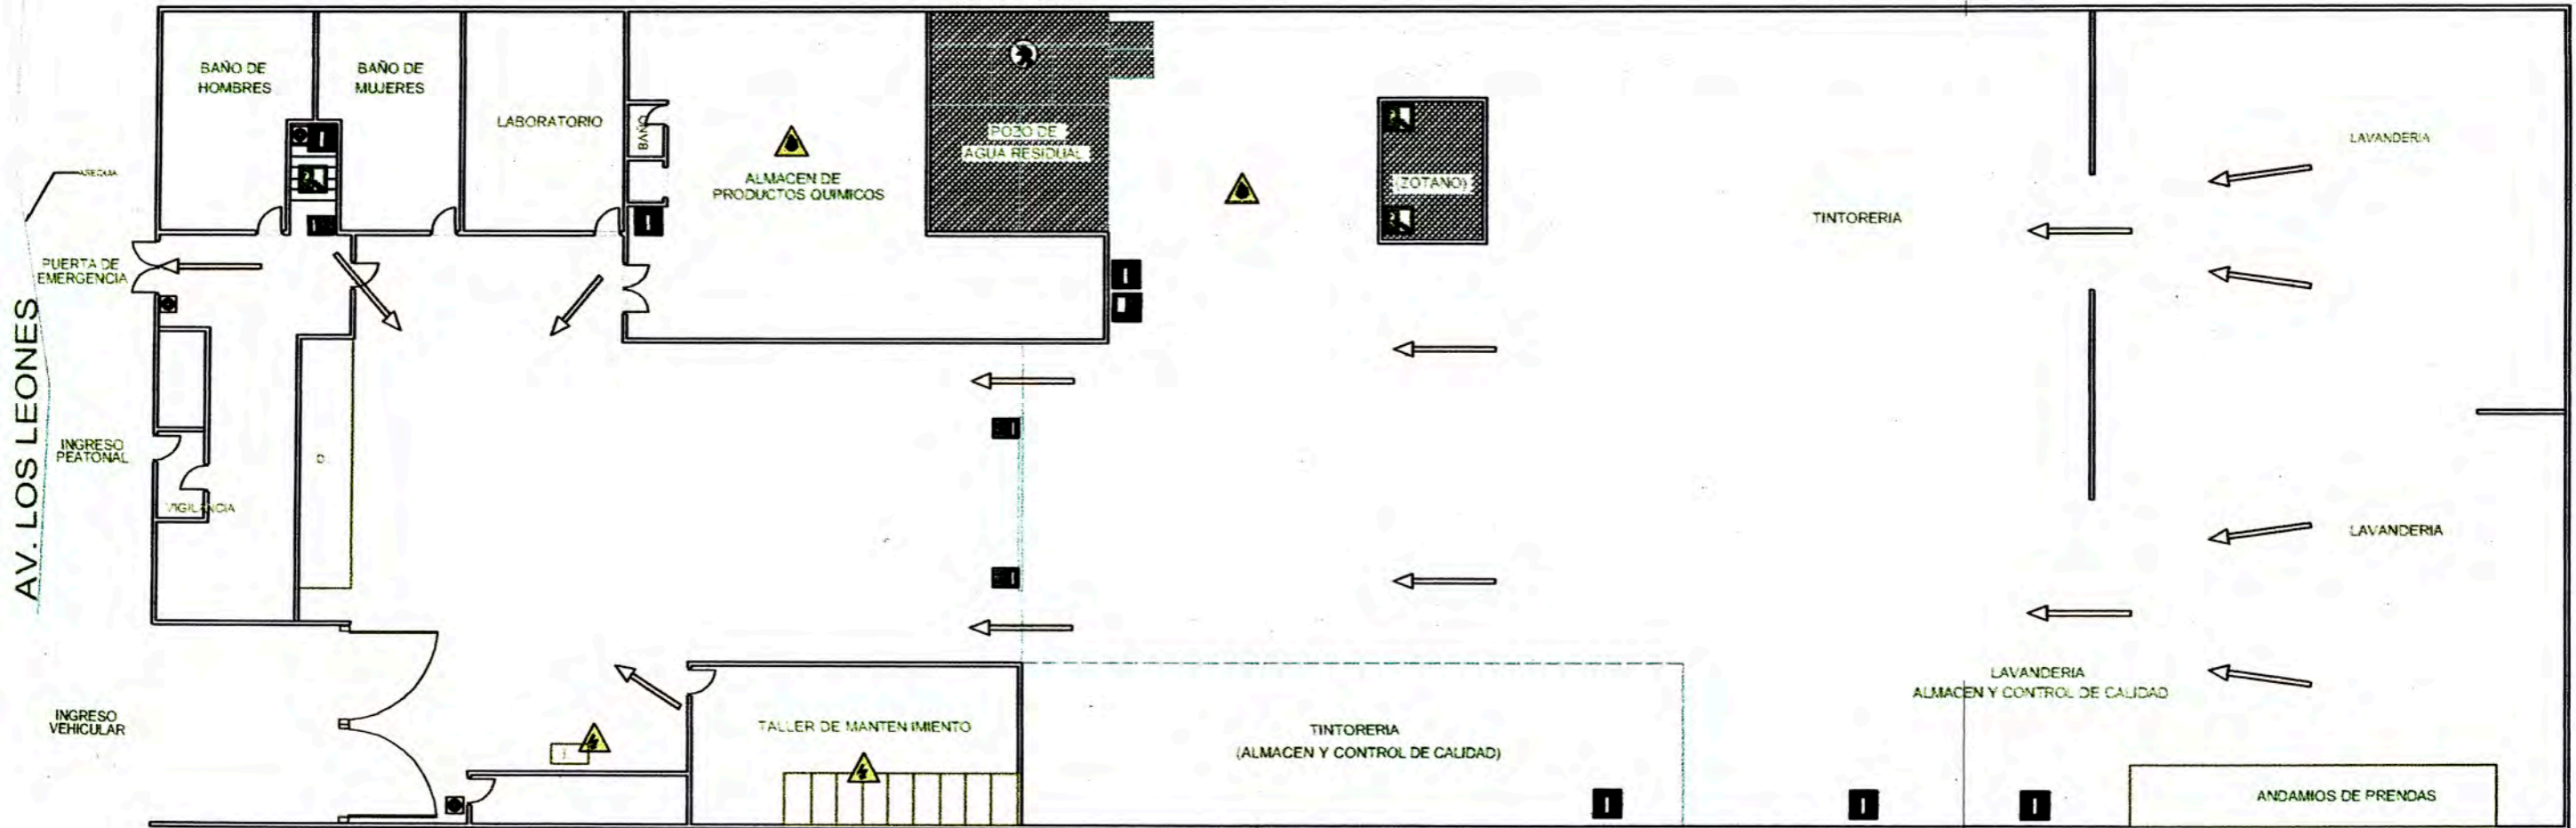 BAÑO DE
HOMBRES
BAÑO DE
MUJERES
LABORATORIO
BAÑO
ALMACEN DE
PRODUCTOS QUIMICOS
POZO DE
AGUA RESIDUAL
(ZOTANO)
TINTORERIA
LAVANDERIA
PUERTA DE
EMERGENCIA
AV. LOS LEONES
INGRESO
PEATONAL
D
VIGILANCIA
LAVANDERIA
INGRESO
VEHICULAR
TALLER DE MANTENIMIENTO
TINTORERIA
(ALMACEN Y CONTROL DE CALIDAD)
LAVANDERIA
ALMACEN Y CONTROL DE CALIDAD
ANDAMIOS DE PRENDAS